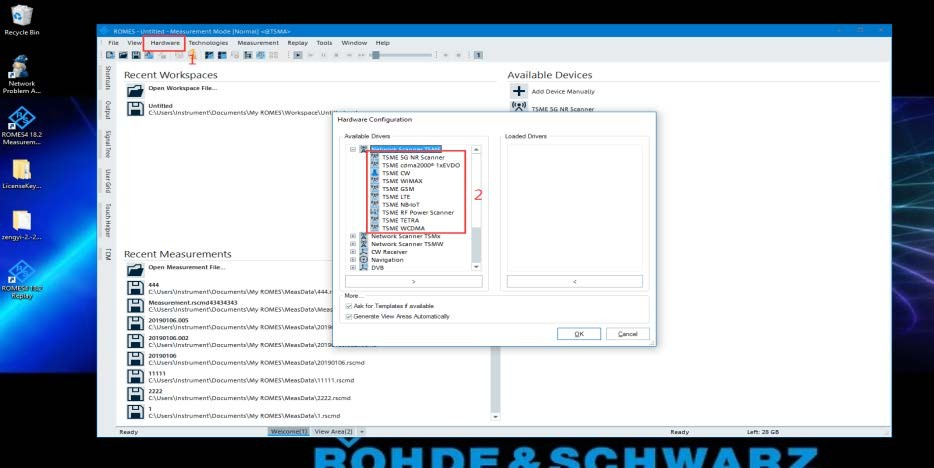 Recycle Bin
Network
Problem A...
ROMES4 18.2
Measurem...
LicenseKey...
zengyi-2.-2...
Replay
ROMES - Untitled - Measurement Mode [Normal] <@TSMA>
File View Hardware Technologies Measurement Replay Tools Window Help
1
Shortcuts
Output
Signal Tree
User Grid
Touch Helper
TCM
Recent Workspaces
Open Workspace File...
Untitled
C:\Users\Instrument\Documents\My ROMES\Workspace\Unti
Available Devices
Add Device Manually
TSME 5G NR Scanner
Hardware Configuration
Available Drivers
Network Scanner TSME
TSME 5G NR Scanner
TSME cdma2000® 1xEVDO
TSME CW
TSME WiMAX
TSME GSM
TSME LTE
TSME NB-IoT
TSME RF Power Scanner
TSME TETRA
TSME WCDMA
Network Scanner TSMx
Network Scanner TSMW
CW Receiver
Navigation
DVB
2
>
Loaded Drivers
<
More...
Ask for Templates if available
Generate View Areas Automatically
OK Cancel
Recent Measurements
Open Measurement File...
444
C:\Users\Instrument\Documents\My ROMES\MeasData\444.r
Measurement.rscmd43434343
C:\Users\Instrument\Documents\My ROMES\MeasData\Meas
20190106.005
C:\Users\Instrument\Documents\My ROMES\MeasData\2019
20190106.002
C:\Users\Instrument\Documents\My ROMES\MeasData\2019
20190106
C:\Users\Instrument\Documents\My ROMES\MeasData\20190106.rscmd
11111
C:\Users\Instrument\Documents\My ROMES\MeasData\11111.rscmd
2222
C:\Users\Instrument\Documents\My ROMES\MeasData\2222.rscmd
1
C:\Users\Instrument\Documents\My ROMES\MeasData\1.rscmd
Ready Welcome(1) View Area(2) + Ready Left: 28 GB
ROHDE & SCHWARZ